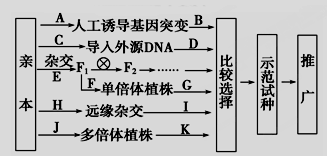 亲本
A 人工诱导基因突变 B
C 导入外源DNA D
杂交 E F₁ ⊗ F₂ ……
F 单倍体植株 G
H 远缘杂交 I
J 多倍体植株 K
比较选择
示范试种
推广